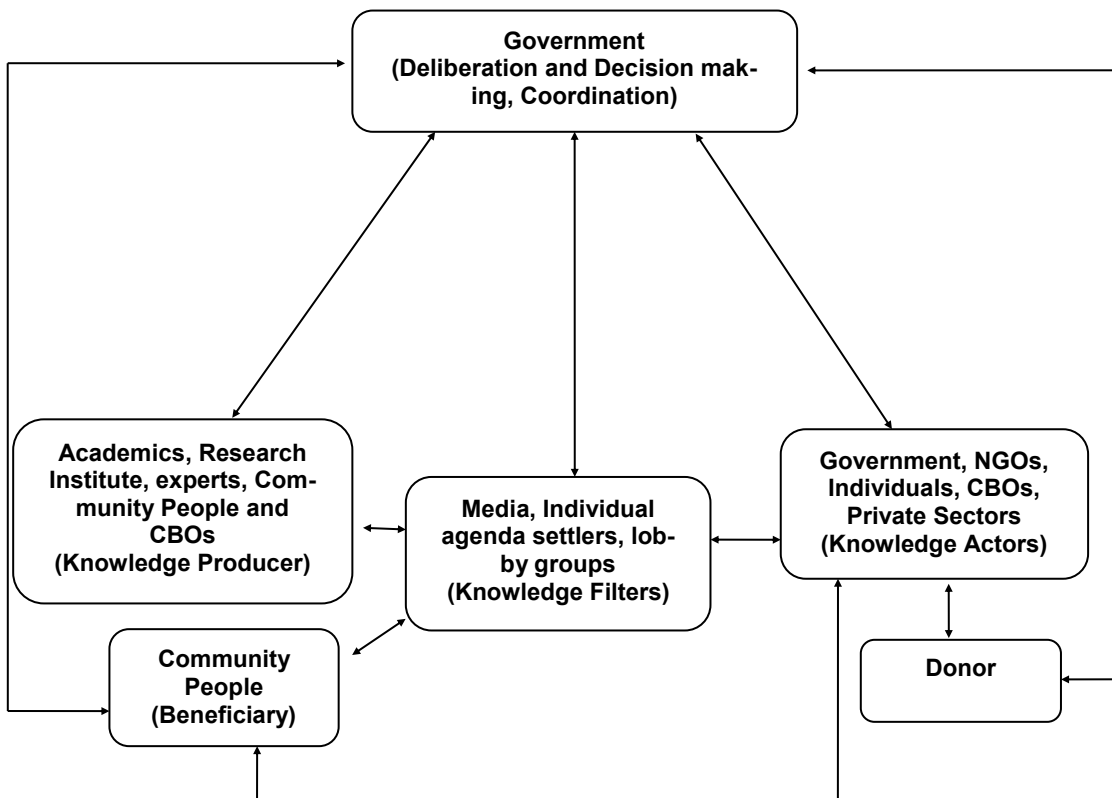 Government
(Deliberation and Decision mak-
ing, Coordination)
Academics, Research
Institute, experts, Com-
munity People and
CBOs
(Knowledge Producer)
Media, Individual
agenda settlers, lob-
by groups
(Knowledge Filters)
Government, NGOs,
Individuals, CBOs,
Private Sectors
(Knowledge Actors)
Community
People
(Beneficiary)
Donor